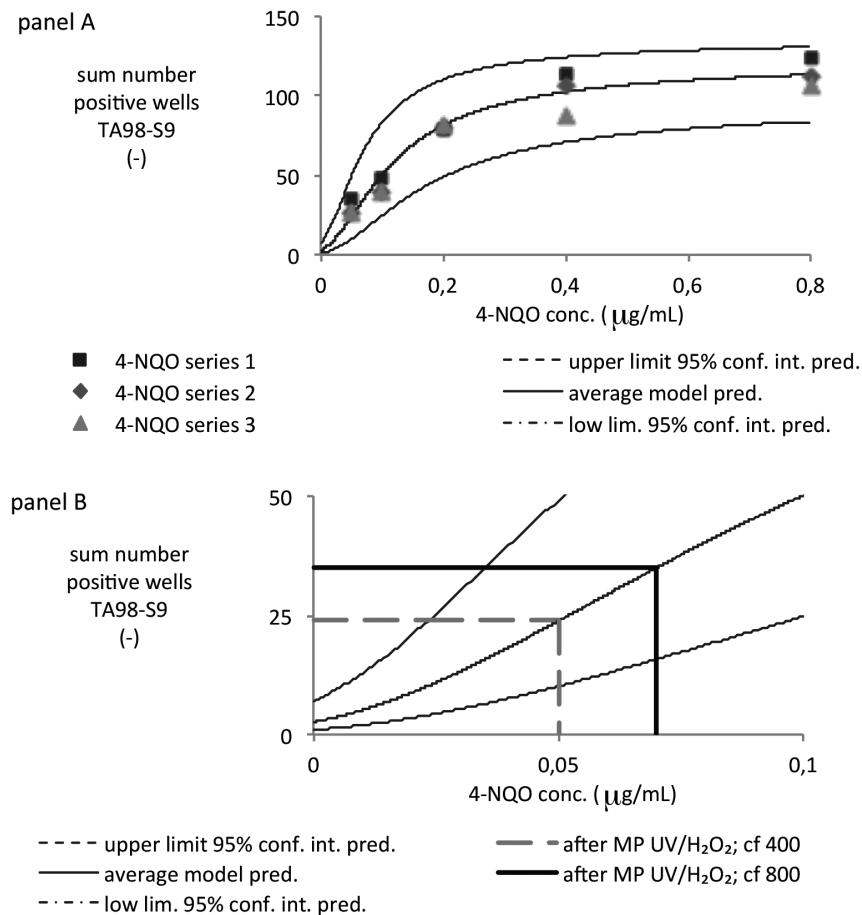 panel A
sum number
positive wells
TA98-S9
(-)
150
100
50
0
0 0,2 0,4 0,6 0,8
4-NQO conc. (μg/mL)
4-NQO series 1
4-NQO series 2
4-NQO series 3
upper limit 95% conf. int. pred.
average model pred.
low lim. 95% conf. int. pred.
panel B
sum number
positive wells
TA98-S9
(-)
50
25
0
0 0,05 0,1
4-NQO conc. (μg/mL)
upper limit 95% conf. int. pred.
average model pred.
low lim. 95% conf. int. pred.
after MP UV/H₂O₂; cf 400
after MP UV/H₂O₂; cf 800